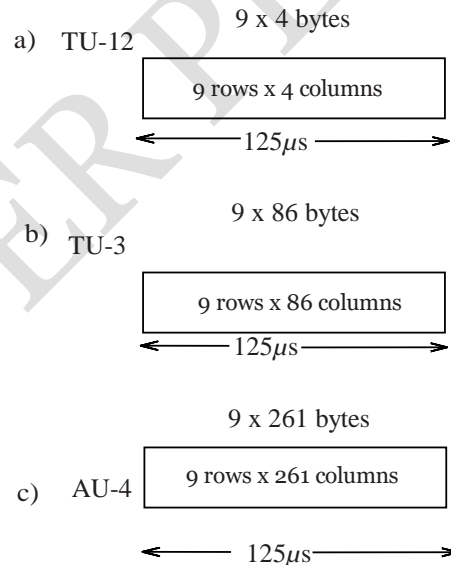 a) TU-12
9 x 4 bytes
9 rows x 4 columns
125μs
b) TU-3
9 x 86 bytes
9 rows x 86 columns
125μs
c) AU-4
9 x 261 bytes
9 rows x 261 columns
125μs